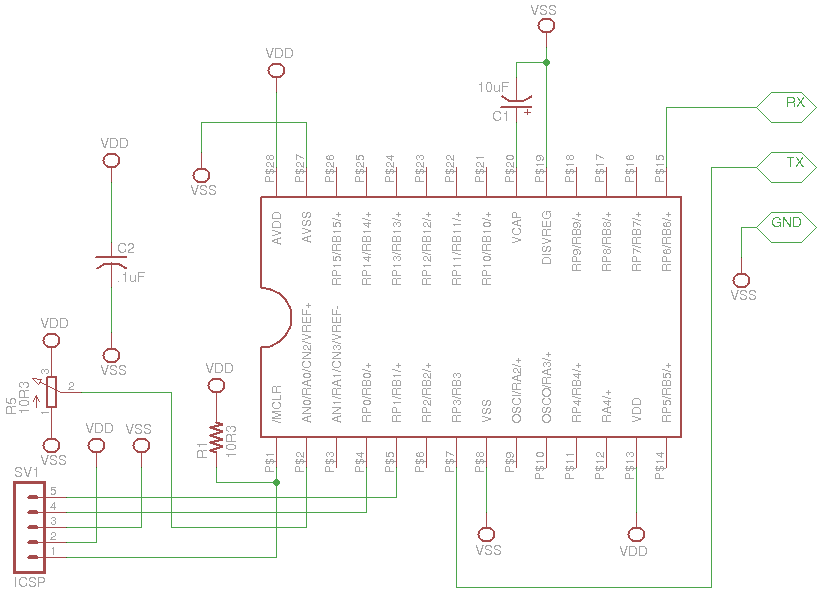 VSS
VDD
10uF
C1
+
RX
TX
GND
VSS
VDD
VSS
C2
.1uF
VSS
P$28
P$27
P$26
P$25
P$24
P$23
P$22
P$21
P$20
P$19
P$18
P$17
P$16
P$15
AVDD
AVSS
RP15/RB15/+
RP14/RB14/+
RP13/RB13/+
RP12/RB12/+
RP11/RB11/+
RP10/RB10/+
VCAP
DISVREG
RP9/RB9/+
RP8/RB8/+
RP7/RB7/+
RP6/RB6/+
/MCLR
AN0/RA0/CN2/VREF+
AN1/RA1/CN3/VREF-
RP0/RB0/+
RP1/RB1/+
RP2/RB2/+
RP3/RB3
VSS
OSCI/RA2/+
OSCO/RA3/+
RP4/RB4/+
RA4/+
VDD
RP5/RB5/+
P$1
P$2
P$3
P$4
P$5
P$6
P$7
P$8
P$9
P$10
P$11
P$12
P$13
P$14
VDD
3
2
1
R5
10R3
VSS
VDD
VSS
VDD
R1
10R3
SV1
5
4
3
2
1
ICSP
VSS
VDD